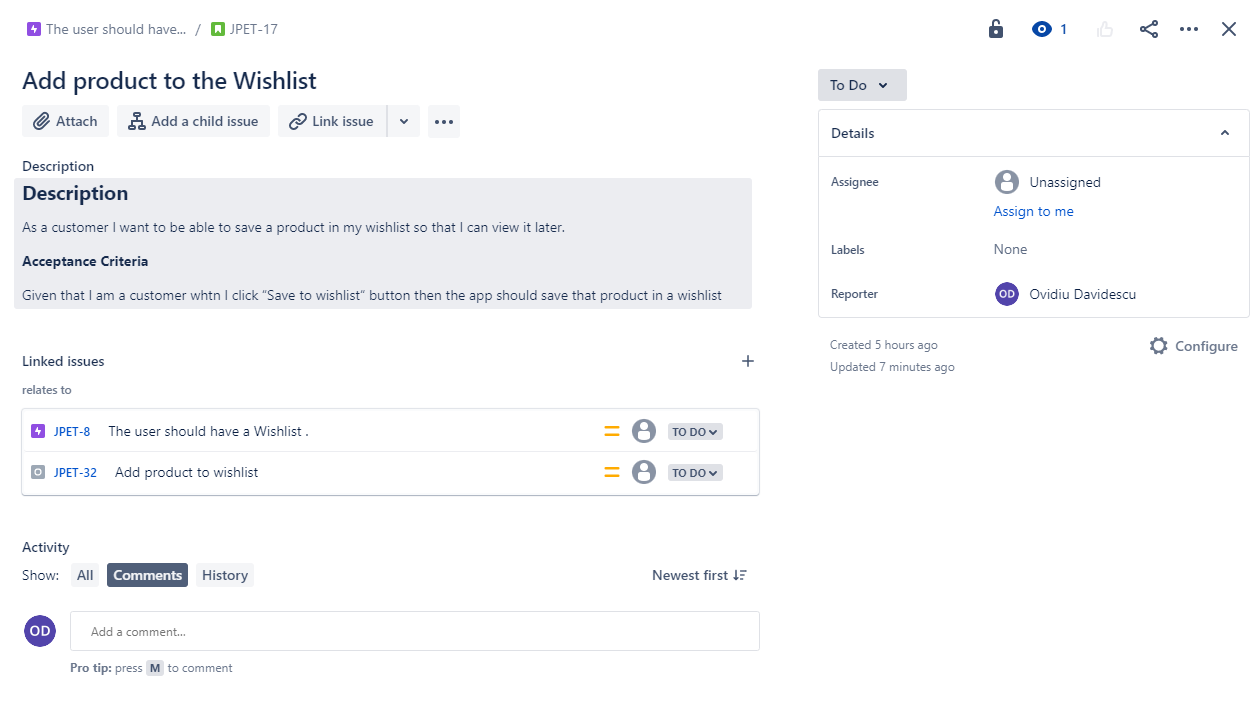 The user should have... / JPET-17
1
Add product to the Wishlist
Attach
Add a child issue
Link issue
Description
Description
As a customer I want to be able to save a product in my wishlist so that I can view it later.
Acceptance Criteria
Given that I am a customer whtn I click “Save to wishlist” button then the app should save that product in a wishlist
Linked issues
relates to
JPET-8 The user should have a Wishlist . TO DO
JPET-32 Add product to wishlist TO DO
Activity
Show: All Comments History Newest first
OD Add a comment...
Pro tip: press M to comment
To Do
Details
Assignee Unassigned
Assign to me
Labels None
Reporter OD Ovidiu Davidescu
Created 5 hours ago
Updated 7 minutes ago
Configure